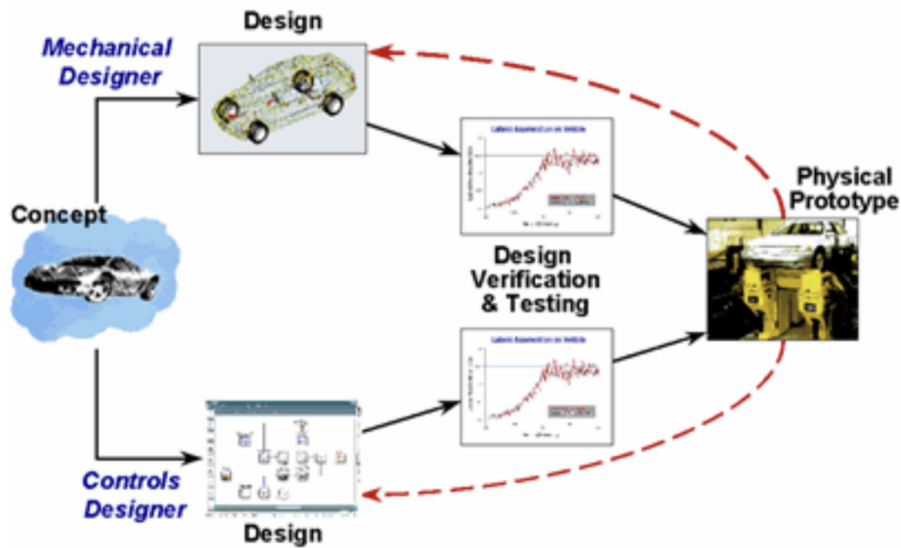 Design
Mechanical
Designer
Concept
Physical
Prototype
Design
Verification
& Testing
Controls
Designer
Design